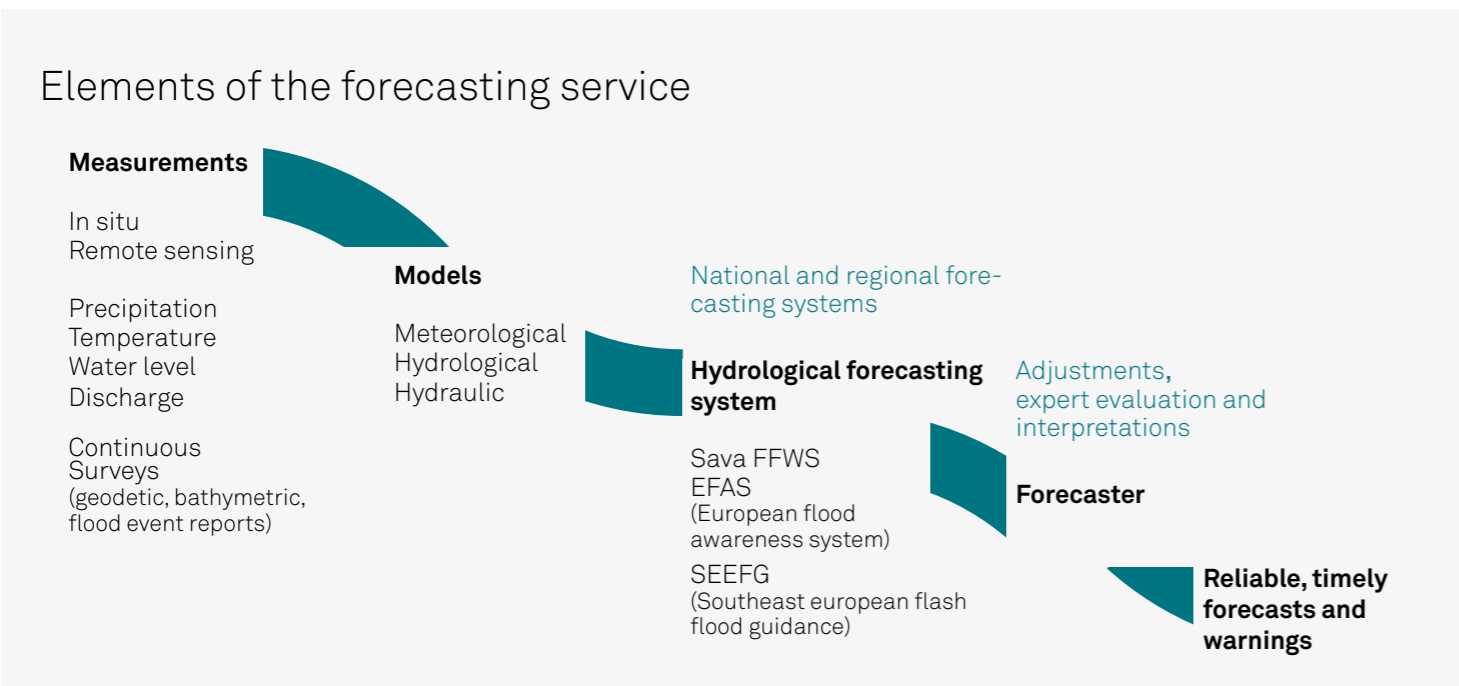 Elements of the forecasting service
Measurements
In situ
Remote sensing
Precipitation
Temperature
Water level
Discharge
Continuous
Surveys
(geodetic, bathymetric,
flood event reports)
Models
Meteorological
Hydrological
Hydraulic
National and regional fore-
casting systems
Hydrological forecasting
system
Sava FFWS
EFAS
(European flood
awareness system)
SEEFG
(Southeast european flash
flood guidance)
Adjustments,
expert evaluation and
interpretations
Forecaster
Reliable, timely
forecasts and
warnings